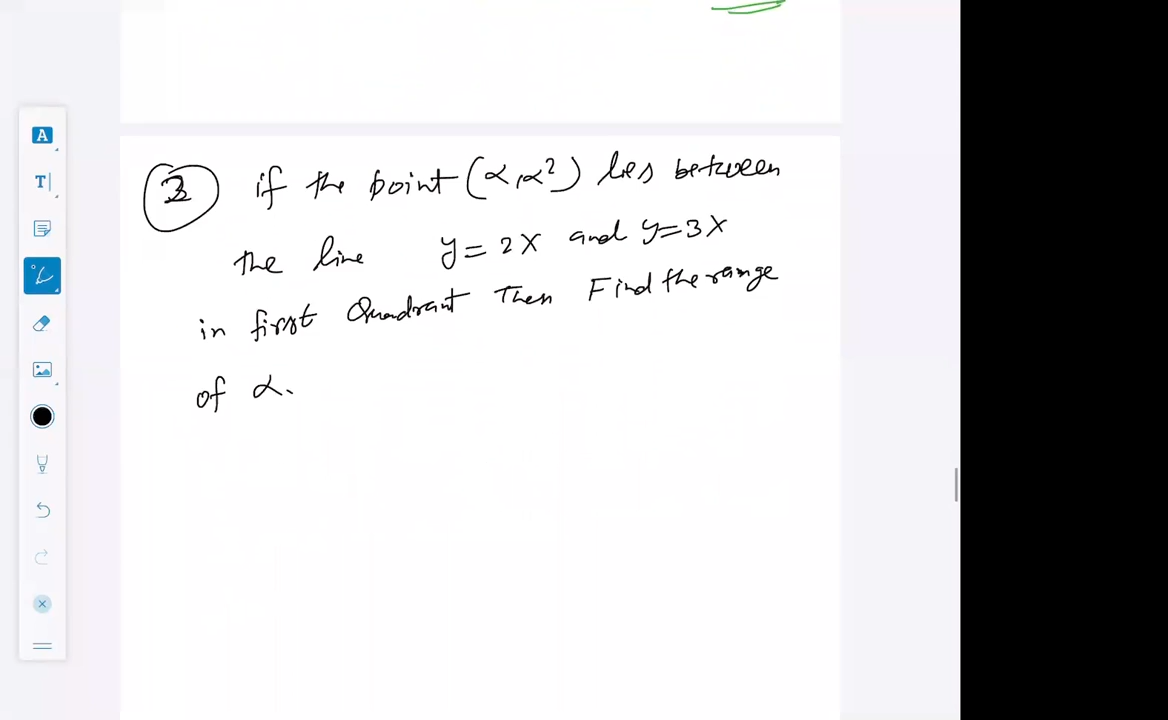 3 if the point (α, α²) lies between
the line y = 2x and y = 3x
in first Quadrant Then Find the range
of α.
A
T